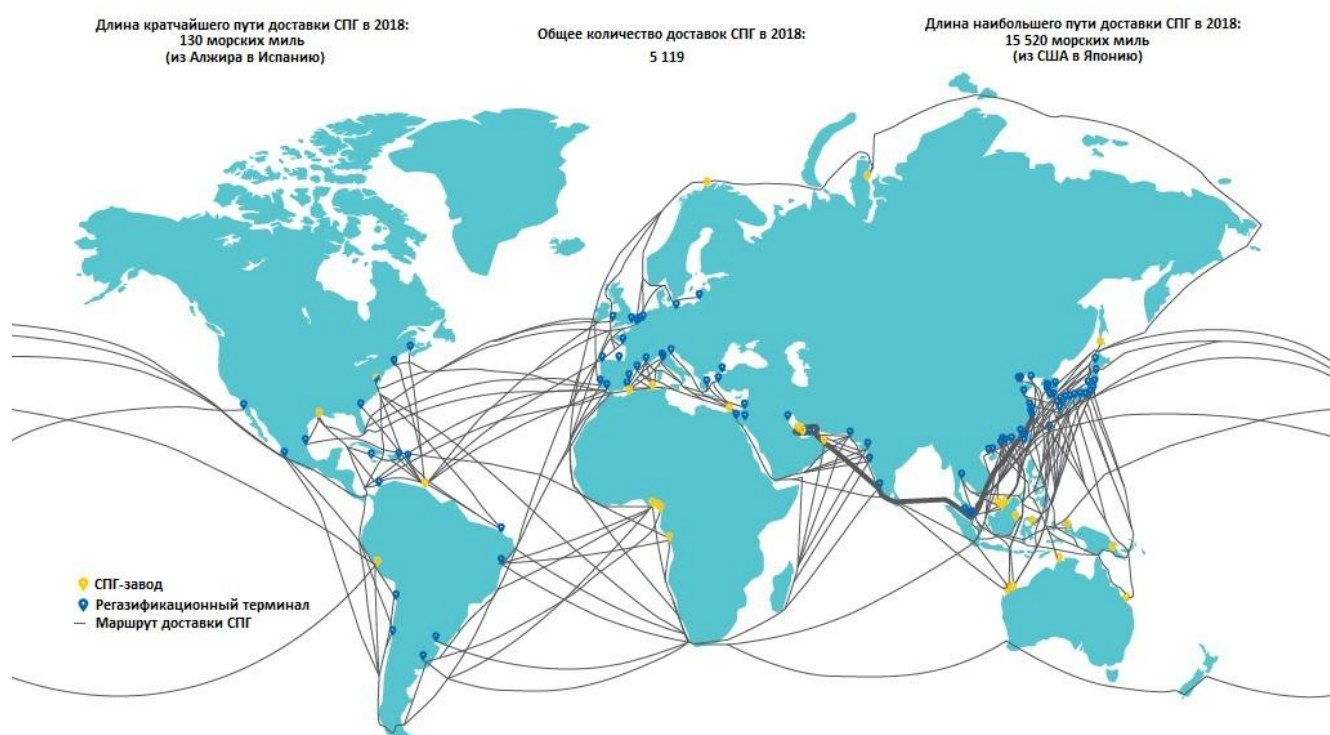 Длина кратчайшего пути доставки СПГ в 2018:
130 морских миль
(из Алжира в Испанию)
Общее количество доставок СПГ в 2018:
5 119
Длина наибольшего пути доставки СПГ в 2018:
15 520 морских миль
(из США в Японию)
СПГ-завод
Регазификационный терминал
Маршрут доставки СПГ